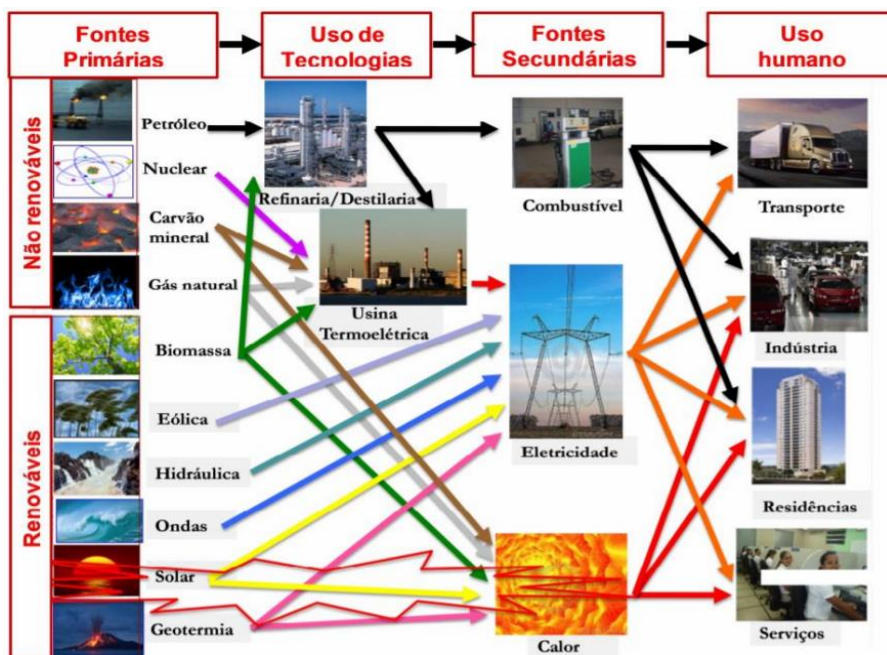 Fontes
Primárias
Uso de
Tecnologias
Fontes
Secundárias
Uso
humano
Não renováveis
Petróleo
Nuclear
Carvão
mineral
Gás natural
Refinaria/Destilaria
Usina
Termoelétrica
Combustível
Transporte
Indústria
Renováveis
Biomassa
Eólica
Hidráulica
Ondas
Solar
Geotermia
Eletricidade
Calor
Residências
Serviços